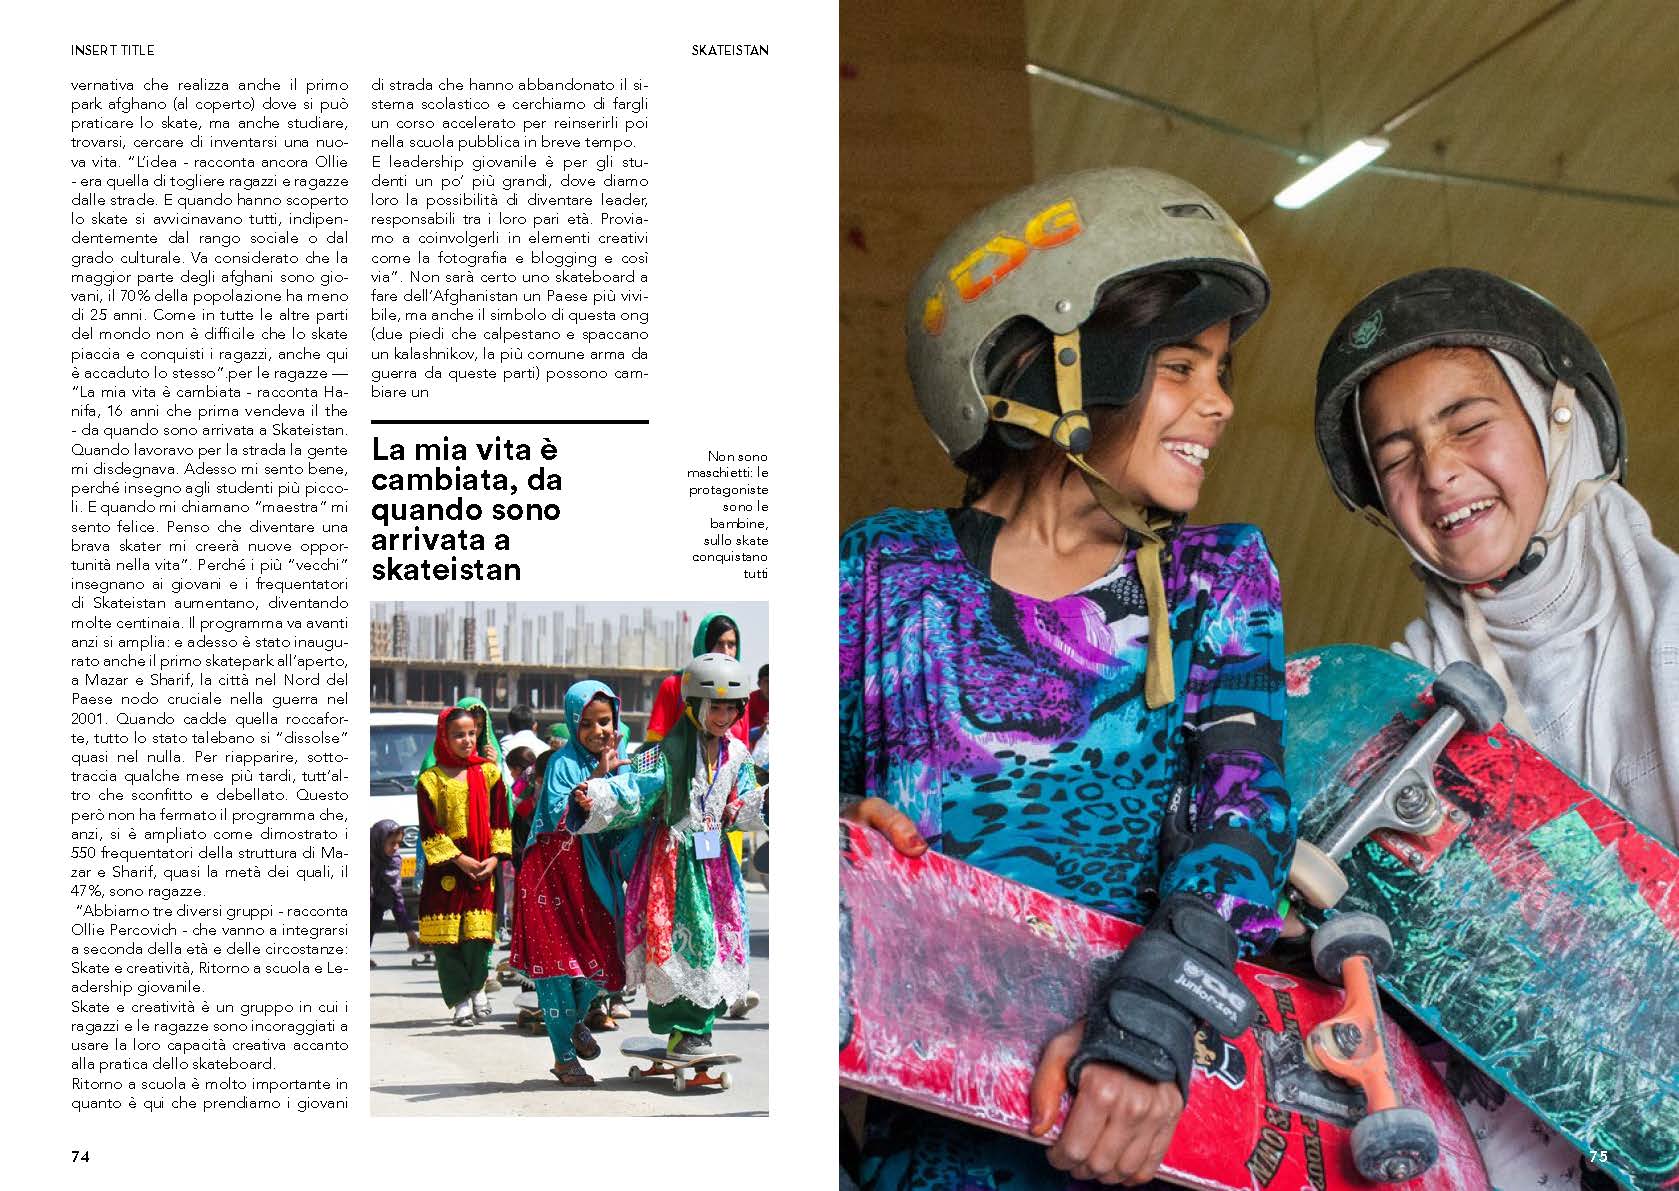 INSERT TITLE
SKATEISTAN
vernativa che realizza anche il primo
park afghano (al coperto) dove si può
praticare lo skate, ma anche studiare,
trovarsi, cercare di inventarsi una nuo-
va vita. “L’idea - racconta ancora Ollie
- era quella di togliere ragazzi e ragazze
dalle strade. E quando hanno scoperto
lo skate si avvicinavano tutti, indipen-
dentemente dal rango sociale o dal
grado culturale. Va considerato che la
maggior parte degli afghani sono gio-
vani, il 70% della popolazione ha meno
di 25 anni. Come in tutte le altre parti
del mondo non è difficile che lo skate
piaccia e conquisti i ragazzi, anche qui
è accaduto lo stesso”.per le ragazze —
“La mia vita è cambiata - racconta Ha-
nifa, 16 anni che prima vendeva il the
- da quando sono arrivata a Skateistan.
Quando lavoravo per la strada la gente
mi disdegnava. Adesso mi sento bene,
perché insegno agli studenti più picco-
li. E quando mi chiamano “maestra” mi
sento felice. Penso che diventare una
brava skater mi creerà nuove oppor-
tunità nella vita”. Perché i più “vecchi”
insegnano ai giovani e i frequentatori
di Skateistan aumentano, diventando
molte centinaia. Il programma va avanti
anzi si amplia: e adesso è stato inaugu-
rato anche il primo skatepark all’aperto,
a Mazar e Sharif, la città nel Nord del
Paese nodo cruciale nella guerra nel
2001. Quando cadde quella roccafor-
te, tutto lo stato talebano si “dissolse”
quasi nel nulla. Per riapparire, sotto-
traccia qualche mese più tardi, tutt’al-
tro che sconfitto e debellato. Questo
però non ha fermato il programma che,
anzi, si è ampliato come dimostrato i
550 frequentatori della struttura di Ma-
zar e Sharif, quasi la metà dei quali, il
47%, sono ragazze.
“Abbiamo tre diversi gruppi - racconta
Ollie Percovich - che vanno a integrarsi
a seconda della età e delle circostanze:
Skate e creatività, Ritorno a scuola e Le-
adership giovanile.
Skate e creatività è un gruppo in cui i
ragazzi e le ragazze sono incoraggiati a
usare la loro capacità creativa accanto
alla pratica dello skateboard.
Ritorno a scuola è molto importante in
quanto è qui che prendiamo i giovani
di strada che hanno abbandonato il si-
stema scolastico e cerchiamo di fargli
un corso accelerato per reinserirli poi
nella scuola pubblica in breve tempo.
E leadership giovanile è per gli stu-
denti un po’ più grandi, dove diamo
loro la possibilità di diventare leader,
responsabili tra i loro pari età. Provia-
mo a coinvolgerli in elementi creativi
come la fotografia e blogging e così
via”. Non sarà certo uno skateboard a
fare dell’Afghanistan un Paese più vivi-
bile, ma anche il simbolo di questa ong
(due piedi che calpestano e spaccano
un kalashnikov, la più comune arma da
guerra da queste parti) possono cam-
biare un
La mia vita è
cambiata, da
quando sono
arrivata a
skateistan
Non sono
maschietti: le
protagoniste
sono le
bambine,
sullo skate
conquistano
tutti
74
TSG
TSG
junior-set
75